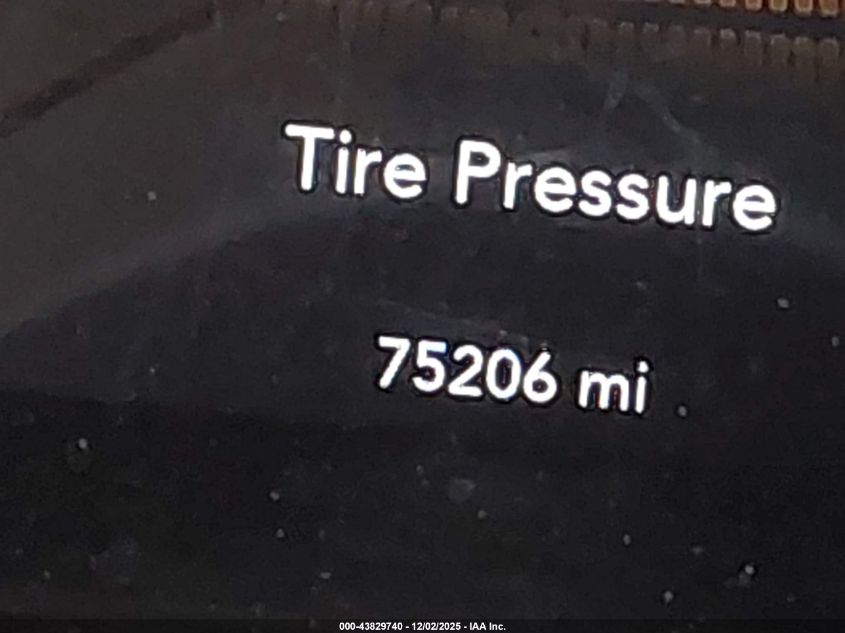 Tire Pressure
75206 mi
000-43829740 - 12/02/2025 - IAA Inc.